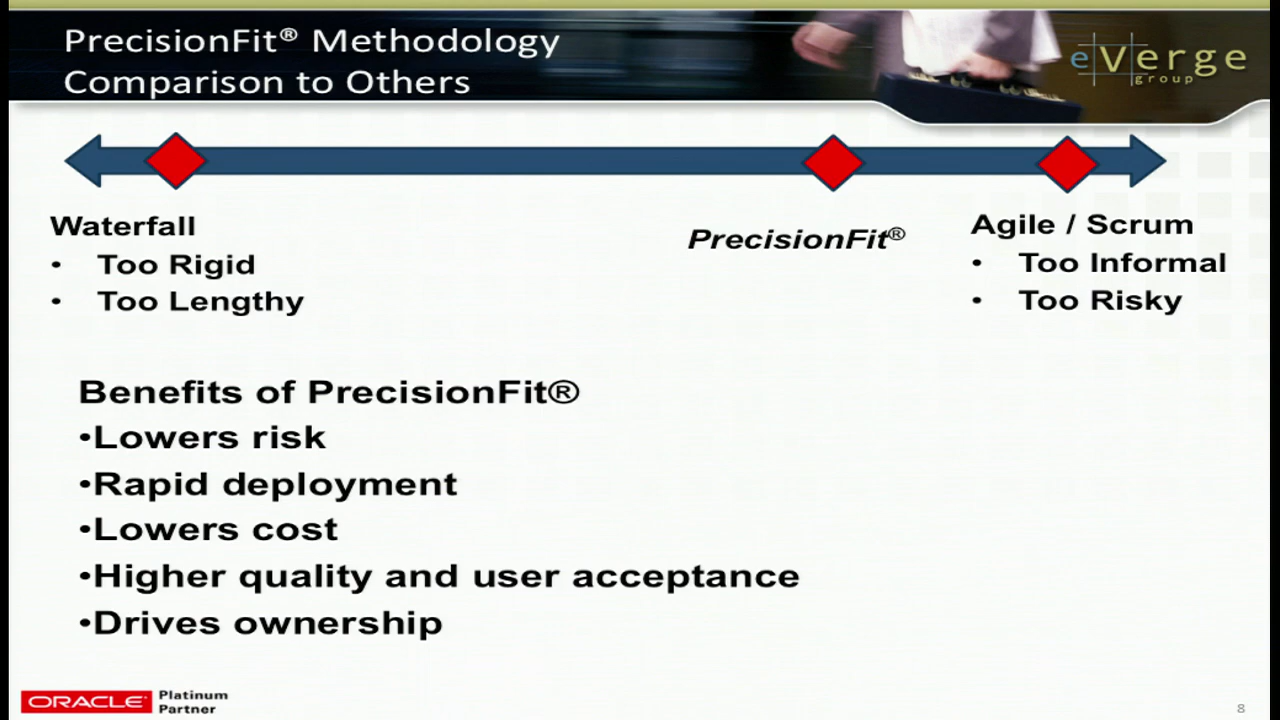 PrecisionFit® Methodology
Comparison to Others
eVerge
group
Waterfall
• Too Rigid
• Too Lengthy
PrecisionFit®
Agile / Scrum
• Too Informal
• Too Risky
Benefits of PrecisionFit®
•Lowers risk
•Rapid deployment
•Lowers cost
•Higher quality and user acceptance
•Drives ownership
ORACLE® Platinum
Partner
8